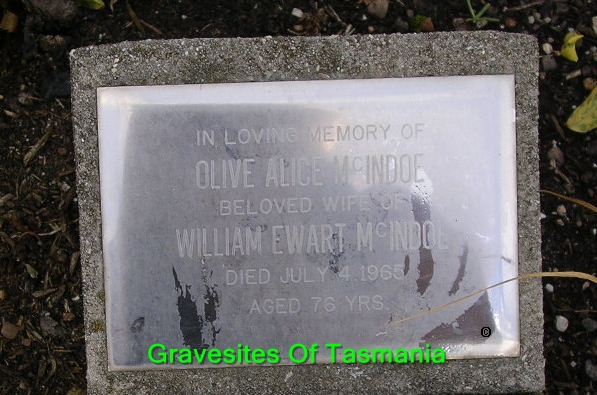 IN LOVING MEMORY OF
OLIVE ALICE McINDOE
BELOVED WIFE OF
WILLIAM EWART McINDOE
DIED JULY 4. 1965
AGED 76 YRS.
©
Gravesites Of Tasmania